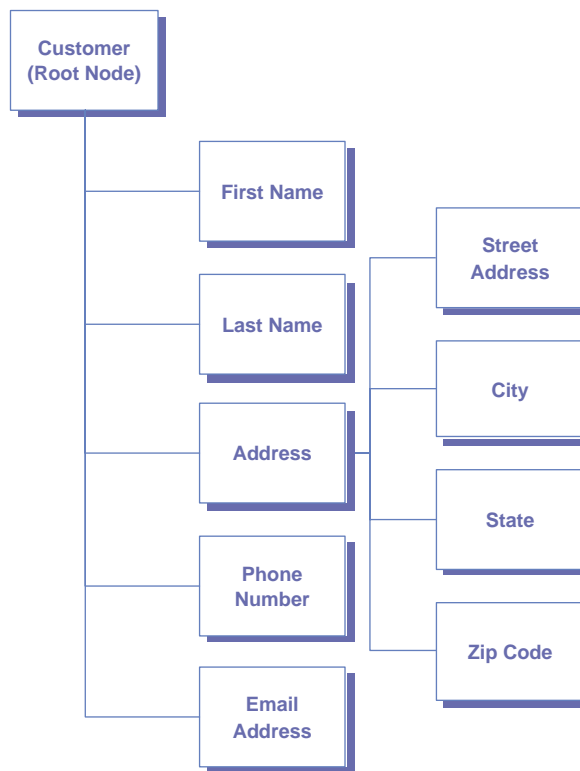 Customer
(Root Node)
First Name
Last Name
Address
Phone
Number
Email
Address
Street
Address
City
State
Zip Code